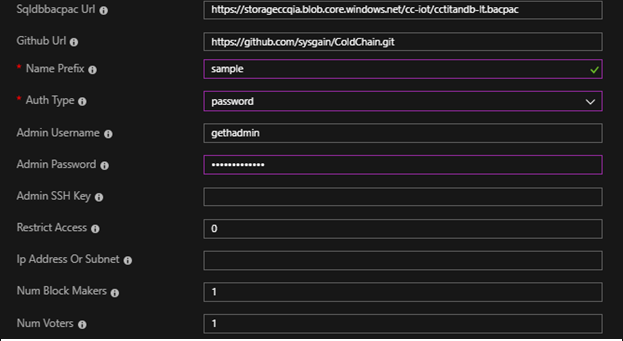 Sqldbbacpac Url https://storageccqia.blob.core.windows.net/cc-iot/cctitandb-lt.bacpac
Github Url https://github.com/sysgain/ColdChain.git
* Name Prefix sample
* Auth Type password
Admin Username gethadmin
Admin Password •••••••••••••
Admin SSH Key
Restrict Access 0
Ip Address Or Subnet
Num Block Makers 1
Num Voters 1